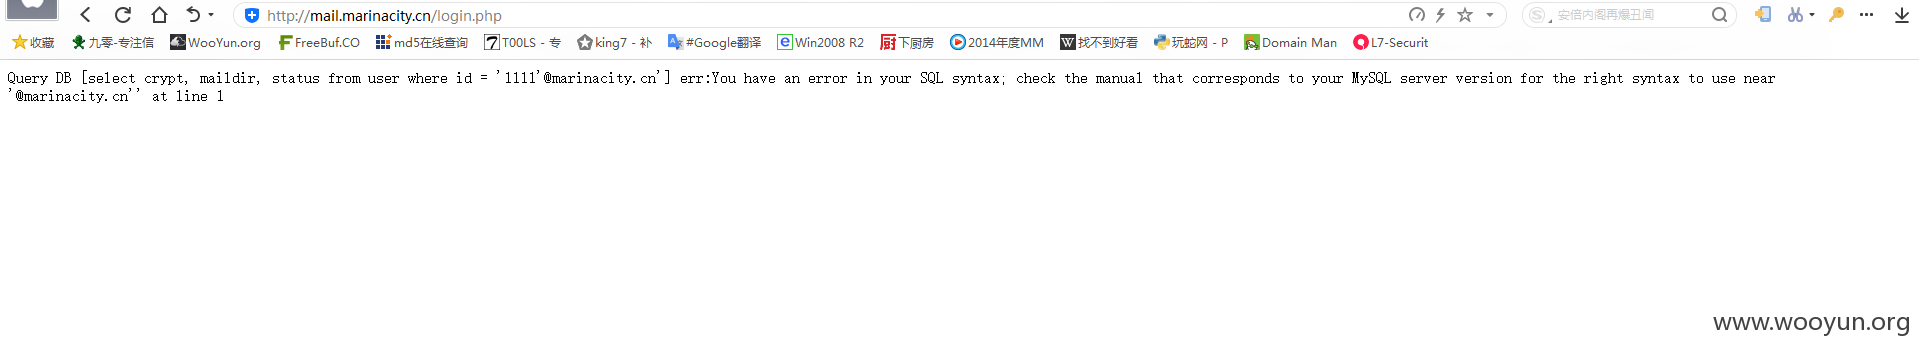 http://mail.marinacity.cn/login.php 安倍内阁再爆丑闻
收藏 九零-专注信 WooYun.org FreeBuf.CO md5在线查询 T00LS - 专 king7 - 补 #Google翻译 Win2008 R2 下厨房 2014年度MM 找不到好看 玩蛇网 - P Domain Man L7-Securit
Query DB [select crypt, maildir, status from user where id = '1111'@marinacity.cn'] err:You have an error in your SQL syntax; check the manual that corresponds to your MySQL server version for the right syntax to use near
'@marinacity.cn'' at line 1
www.wooyun.org